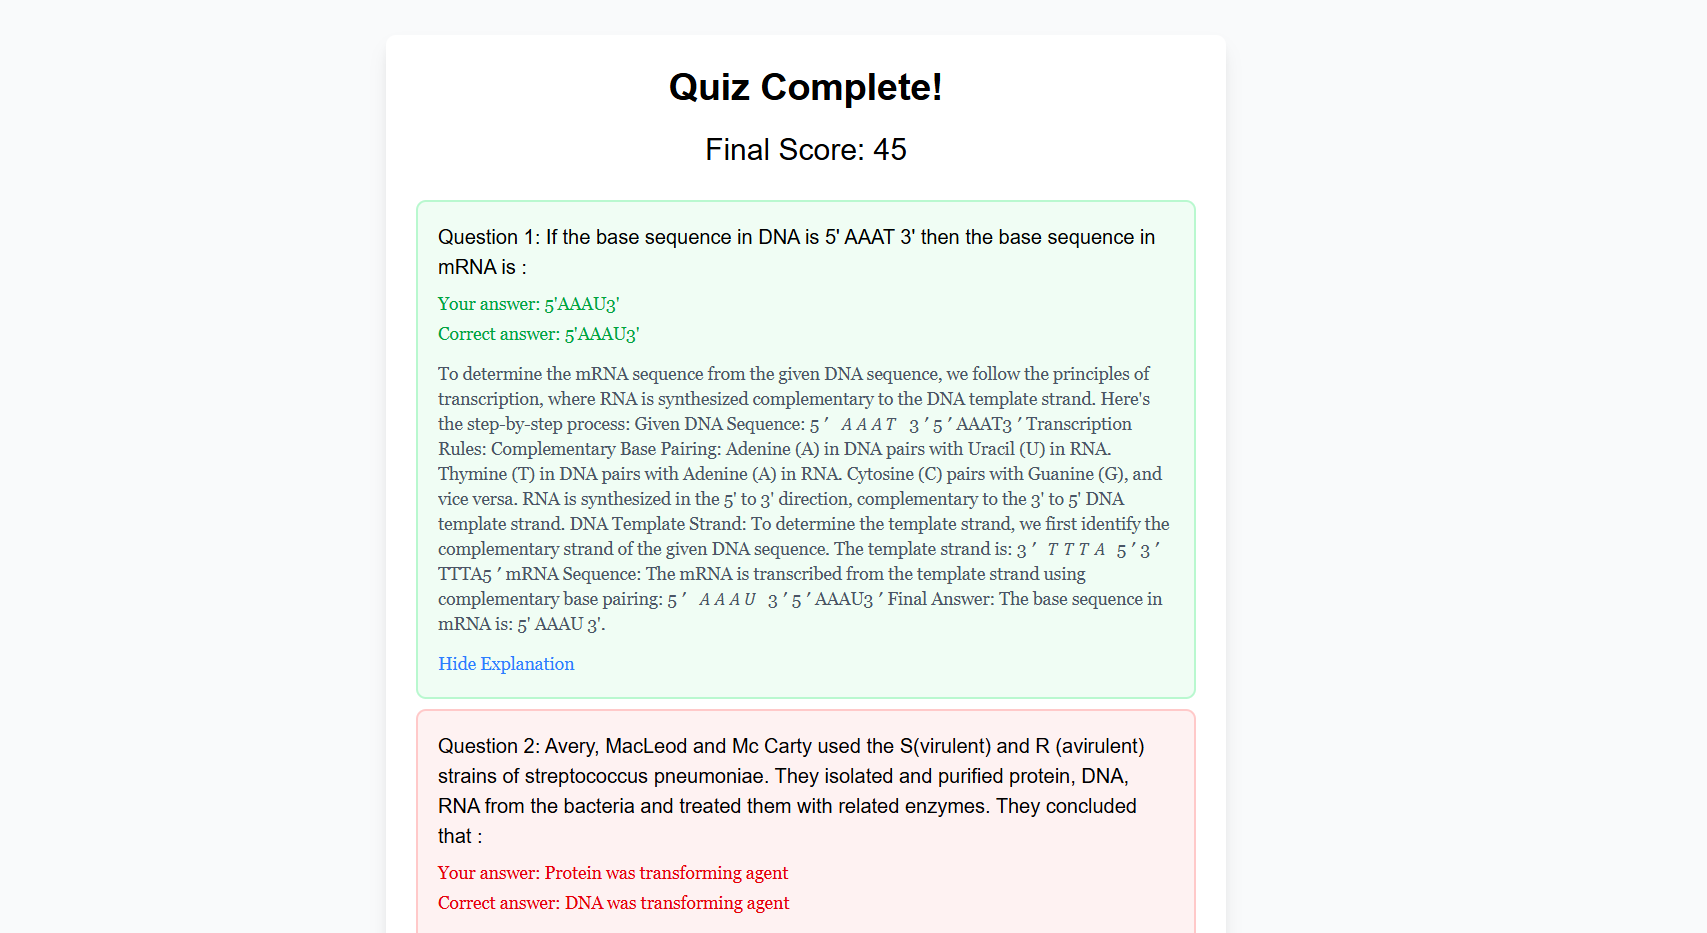 Quiz Complete!
Final Score: 45
Question 1: If the base sequence in DNA is 5' AAAT 3' then the base sequence in
mRNA is :
Your answer: 5'AAAU3'
Correct answer: 5'AAAU3'
To determine the mRNA sequence from the given DNA sequence, we follow the principles of
transcription, where RNA is synthesized complementary to the DNA template strand. Here's
the step-by-step process: Given DNA Sequence: 5 ′ A A A T 3 ′ 5 ′ AAAT3 ′ Transcription
Rules: Complementary Base Pairing: Adenine (A) in DNA pairs with Uracil (U) in RNA.
Thymine (T) in DNA pairs with Adenine (A) in RNA. Cytosine (C) pairs with Guanine (G), and
vice versa. RNA is synthesized in the 5' to 3' direction, complementary to the 3' to 5' DNA
template strand. DNA Template Strand: To determine the template strand, we first identify the
complementary strand of the given DNA sequence. The template strand is: 3 ′ T T T A 5 ′ 3 ′
TTTA5 ′ mRNA Sequence: The mRNA is transcribed from the template strand using
complementary base pairing: 5 ′ A A A U 3 ′ 5 ′ AAAU3 ′ Final Answer: The base sequence in
mRNA is: 5' AAAU 3'.
Hide Explanation
Question 2: Avery, MacLeod and Mc Carty used the S(virulent) and R (avirulent)
strains of streptococcus pneumoniae. They isolated and purified protein, DNA,
RNA from the bacteria and treated them with related enzymes. They concluded
that :
Your answer: Protein was transforming agent
Correct answer: DNA was transforming agent